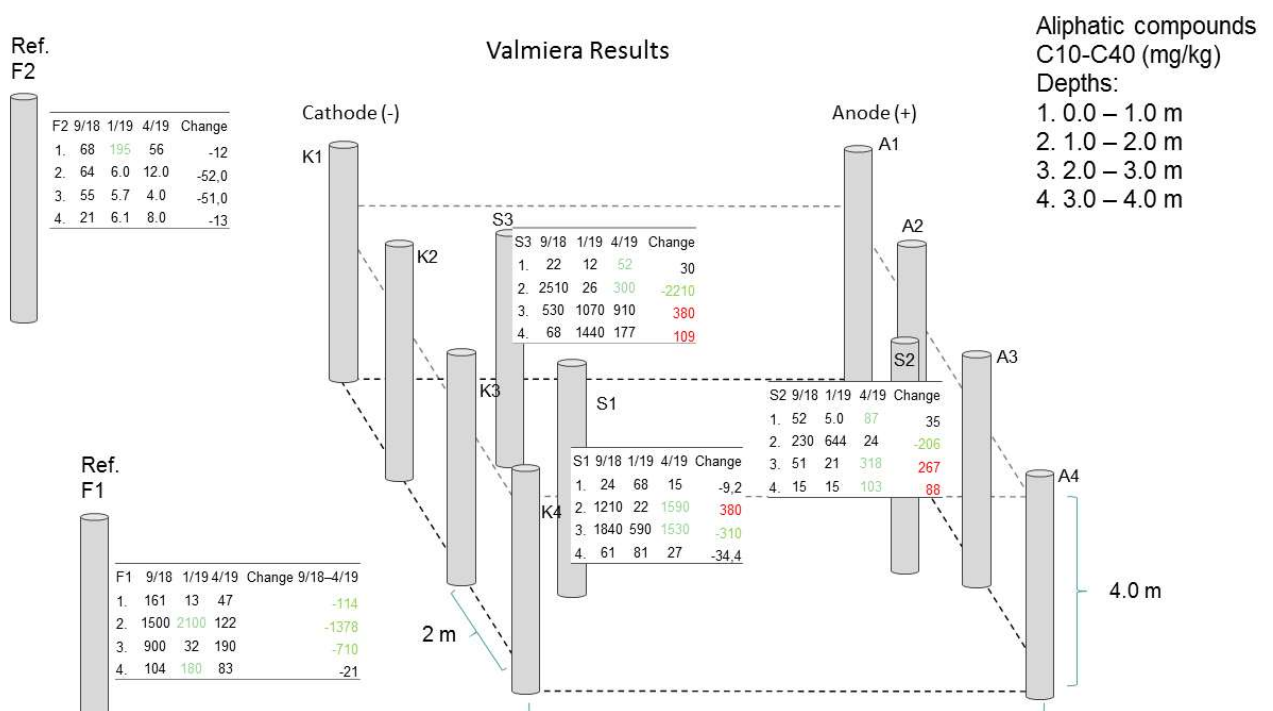 Valmiera Results
Aliphatic compounds
C10-C40 (mg/kg)
Depths:
1. 0.0 – 1.0 m
2. 1.0 – 2.0 m
3. 2.0 – 3.0 m
4. 3.0 – 4.0 m
Ref.
F2
F2 9/18 1/19 4/19 Change
1. 68 195 56 -12
2. 64 6.0 12.0 -52,0
3. 55 5.7 4.0 -51,0
4. 21 6.1 8.0 -13
Cathode (-)
Anode (+)
K1
A1
K2
A2
S3
S3 9/18 1/19 4/19 Change
1. 22 12 52 30
2. 2510 26 300 -2210
3. 530 1070 910 380
4. 68 1440 177 109
K3
S1
S2
A3
S2 9/18 1/19 4/19 Change
1. 52 5.0 87 35
2. 230 644 24 -206
3. 51 21 318 267
4. 15 15 103 88
K4
S1 9/18 1/19 4/19 Change
1. 24 68 15 -9,2
2. 1210 22 1590 380
3. 1840 590 1530 -310
4. 61 81 27 -34,4
A4
Ref.
F1
F1 9/18 1/19 4/19 Change 9/18–4/19
1. 161 13 47 -114
2. 1500 2100 122 -1378
3. 900 32 190 -710
4. 104 180 83 -21
2 m
4.0 m